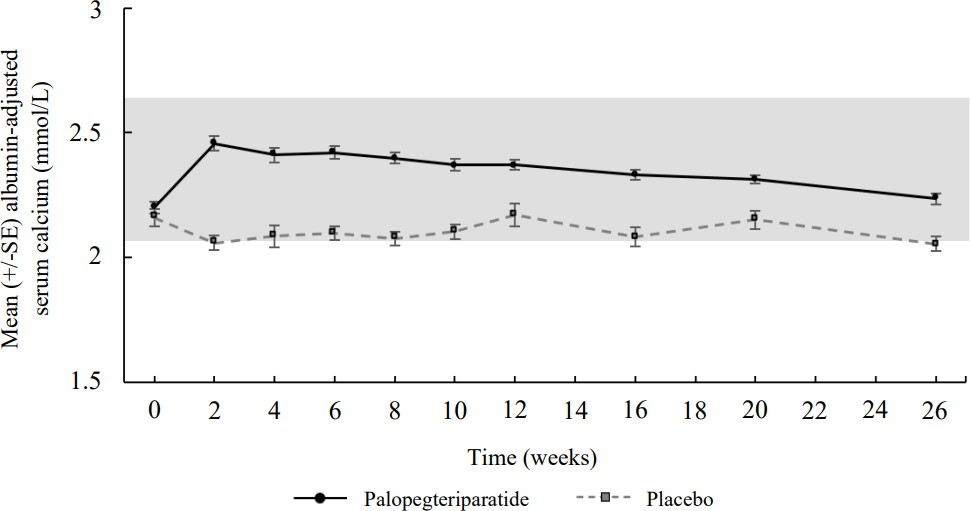 Mean (+/-SE) albumin-adjusted
serum calcium (mmol/L)
3
2.5
2
1.5
0 2 4 6 8 10 12 14 16 18 20 22 24 26
Time (weeks)
Palopegteriparatide Placebo